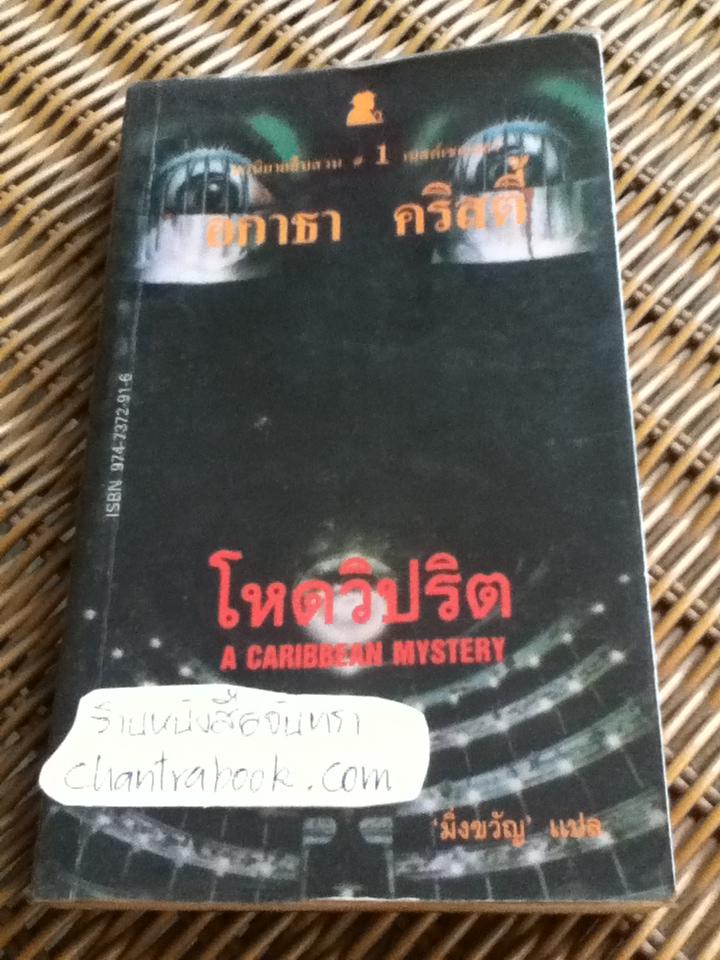 # 1
อกาธา คริสตี้
ISBN 974-7372-91-6
โหดวิปริต
A CARIBBEAN MYSTERY
ร้านหนังสือจันทรา
chantrabook.com
'มิ่งขวัญ' แปล